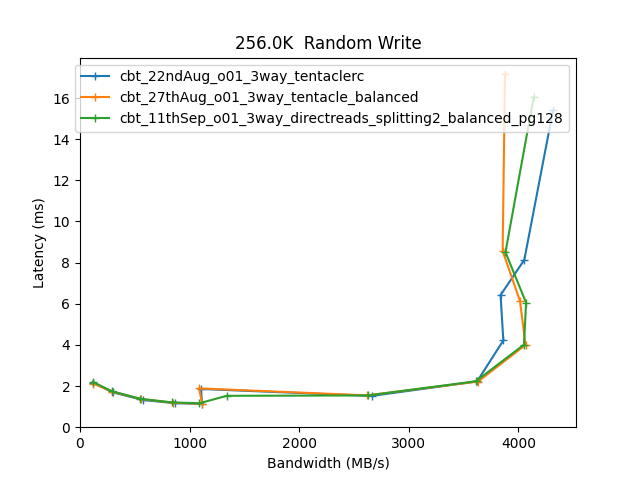 256.0K  Random Write
cbt_22ndAug_o01_3way_tentaclerc
cbt_27thAug_o01_3way_tentacle_balanced
cbt_11thSep_o01_3way_directreads_splitting2_balanced_pg128
16
14
12
10
8
6
4
2
0
Latency (ms)
0 1000 2000 3000 4000
Bandwidth (MB/s)